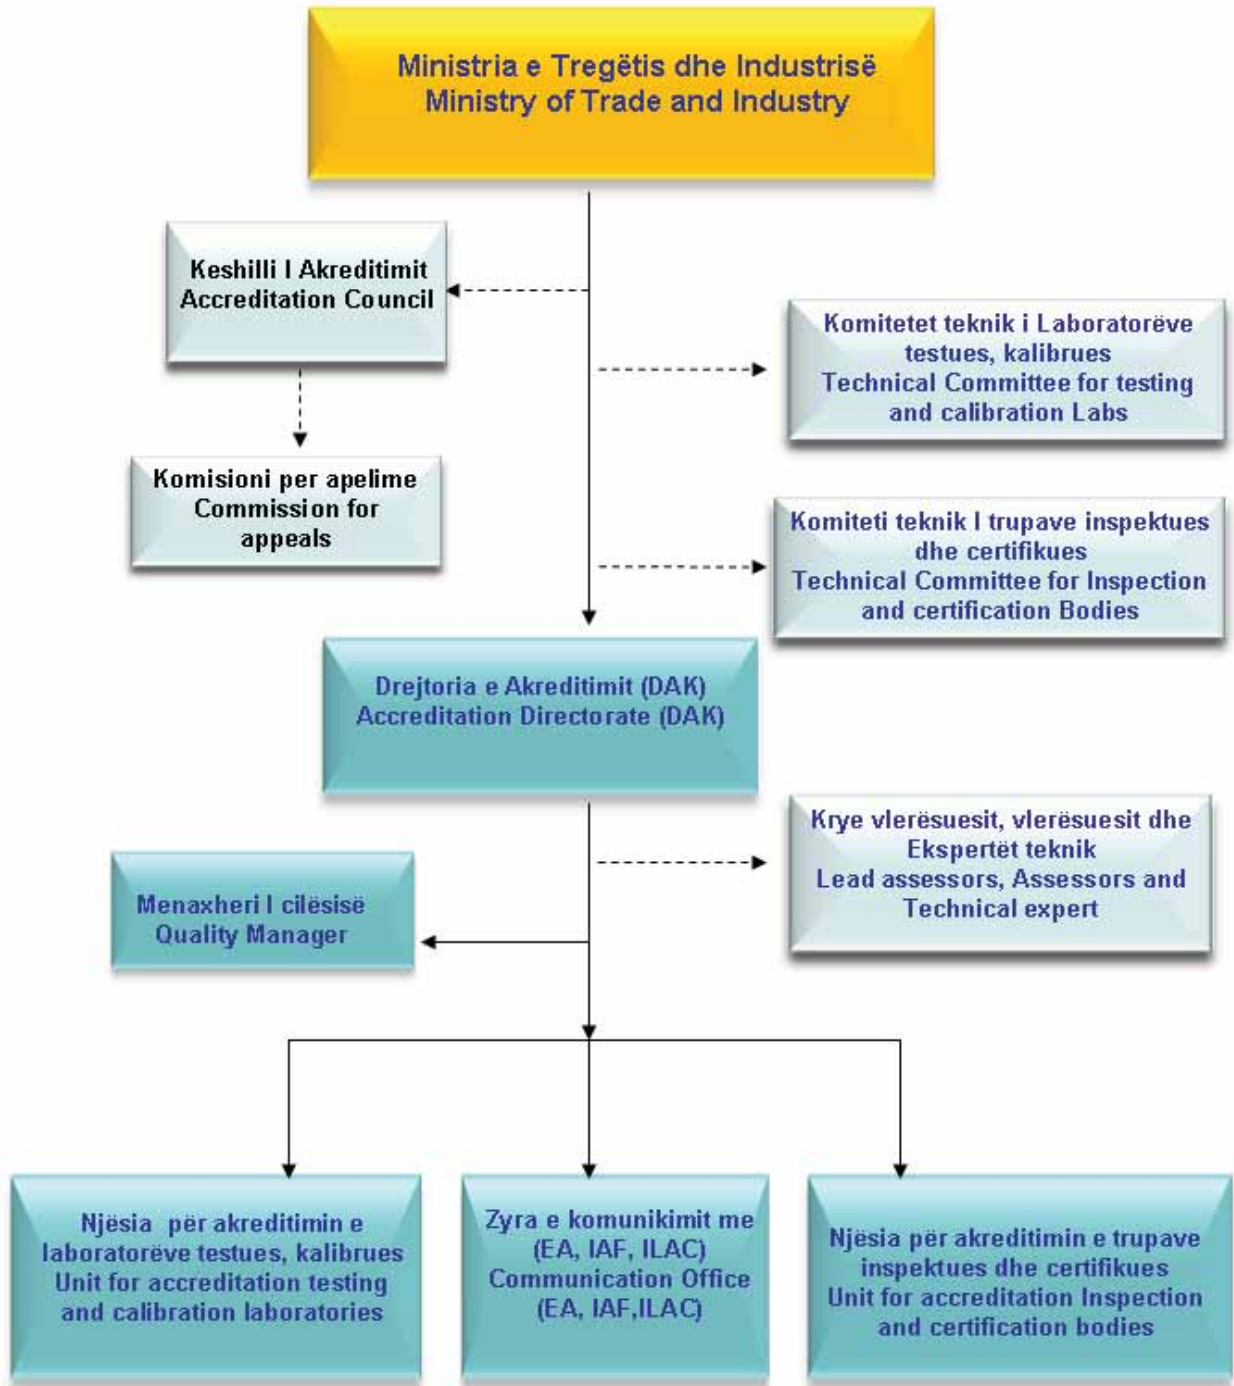 Ministria e Tregëtis dhe Industrisë
Ministry of Trade and Industry
Keshilli I Akreditimit
Accreditation Council
Komitetet teknik i Laboratorëve
testues, kalibrues
Technical Committee for testing
and calibration Labs
Komisioni per apelime
Commission for
appeals
Komiteti teknik I trupave inspektues
dhe certifikues
Technical Committee for Inspection
and certification Bodies
Drejtoria e Akreditimit (DAK)
Accreditation Directorate (DAK)
Krye vlerësuesit, vlerësuesit dhe
Ekspertët teknik
Lead assessors, Assessors and
Technical expert
Menaxheri I cilësisë
Quality Manager
Njësia për akreditimin e
laboratorëve testues, kalibrues
Unit for accreditation testing
and calibration laboratories
Zyra e komunikimit me
(EA, IAF, ILAC)
Communication Office
(EA, IAF,ILAC)
Njësia për akreditimin e trupave
inspektues dhe certifikues
Unit for accreditation Inspection
and certification bodies